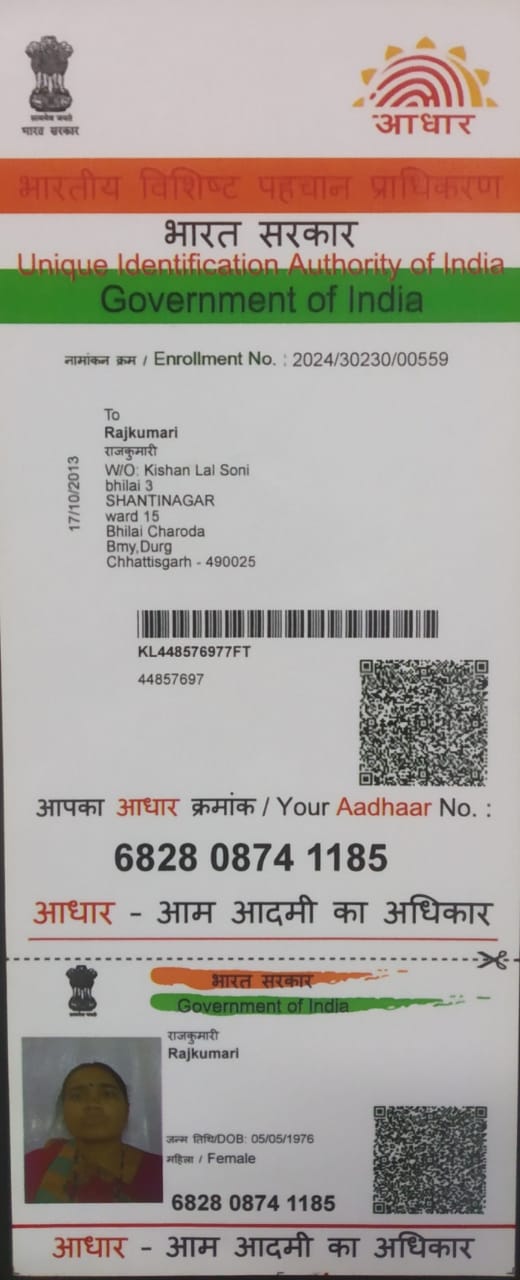 सत्यमेव जयते
भारत सरकार
आधार
भारतीय विशिष्ट पहचान प्राधिकरण
भारत सरकार
Unique Identification Authority of India
Government of India
नामांकन क्रम / Enrollment No. : 2024/30230/00559
17/10/2013
To
Rajkumari
राजकुमारी
W/O: Kishan Lal Soni
bhilai 3
SHANTINAGAR
ward 15
Bhilai Charoda
Bmy,Durg
Chhattisgarh - 490025
KL448576977FT
44857697
आपका आधार क्रमांक / Your Aadhaar No. :
6828 0874 1185
आधार - आम आदमी का अधिकार
भारत सरकार
Government of India
राजकुमारी
Rajkumari
जन्म तिथि/DOB: 05/05/1976
महिला / Female
6828 0874 1185
आधार - आम आदमी का अधिकार